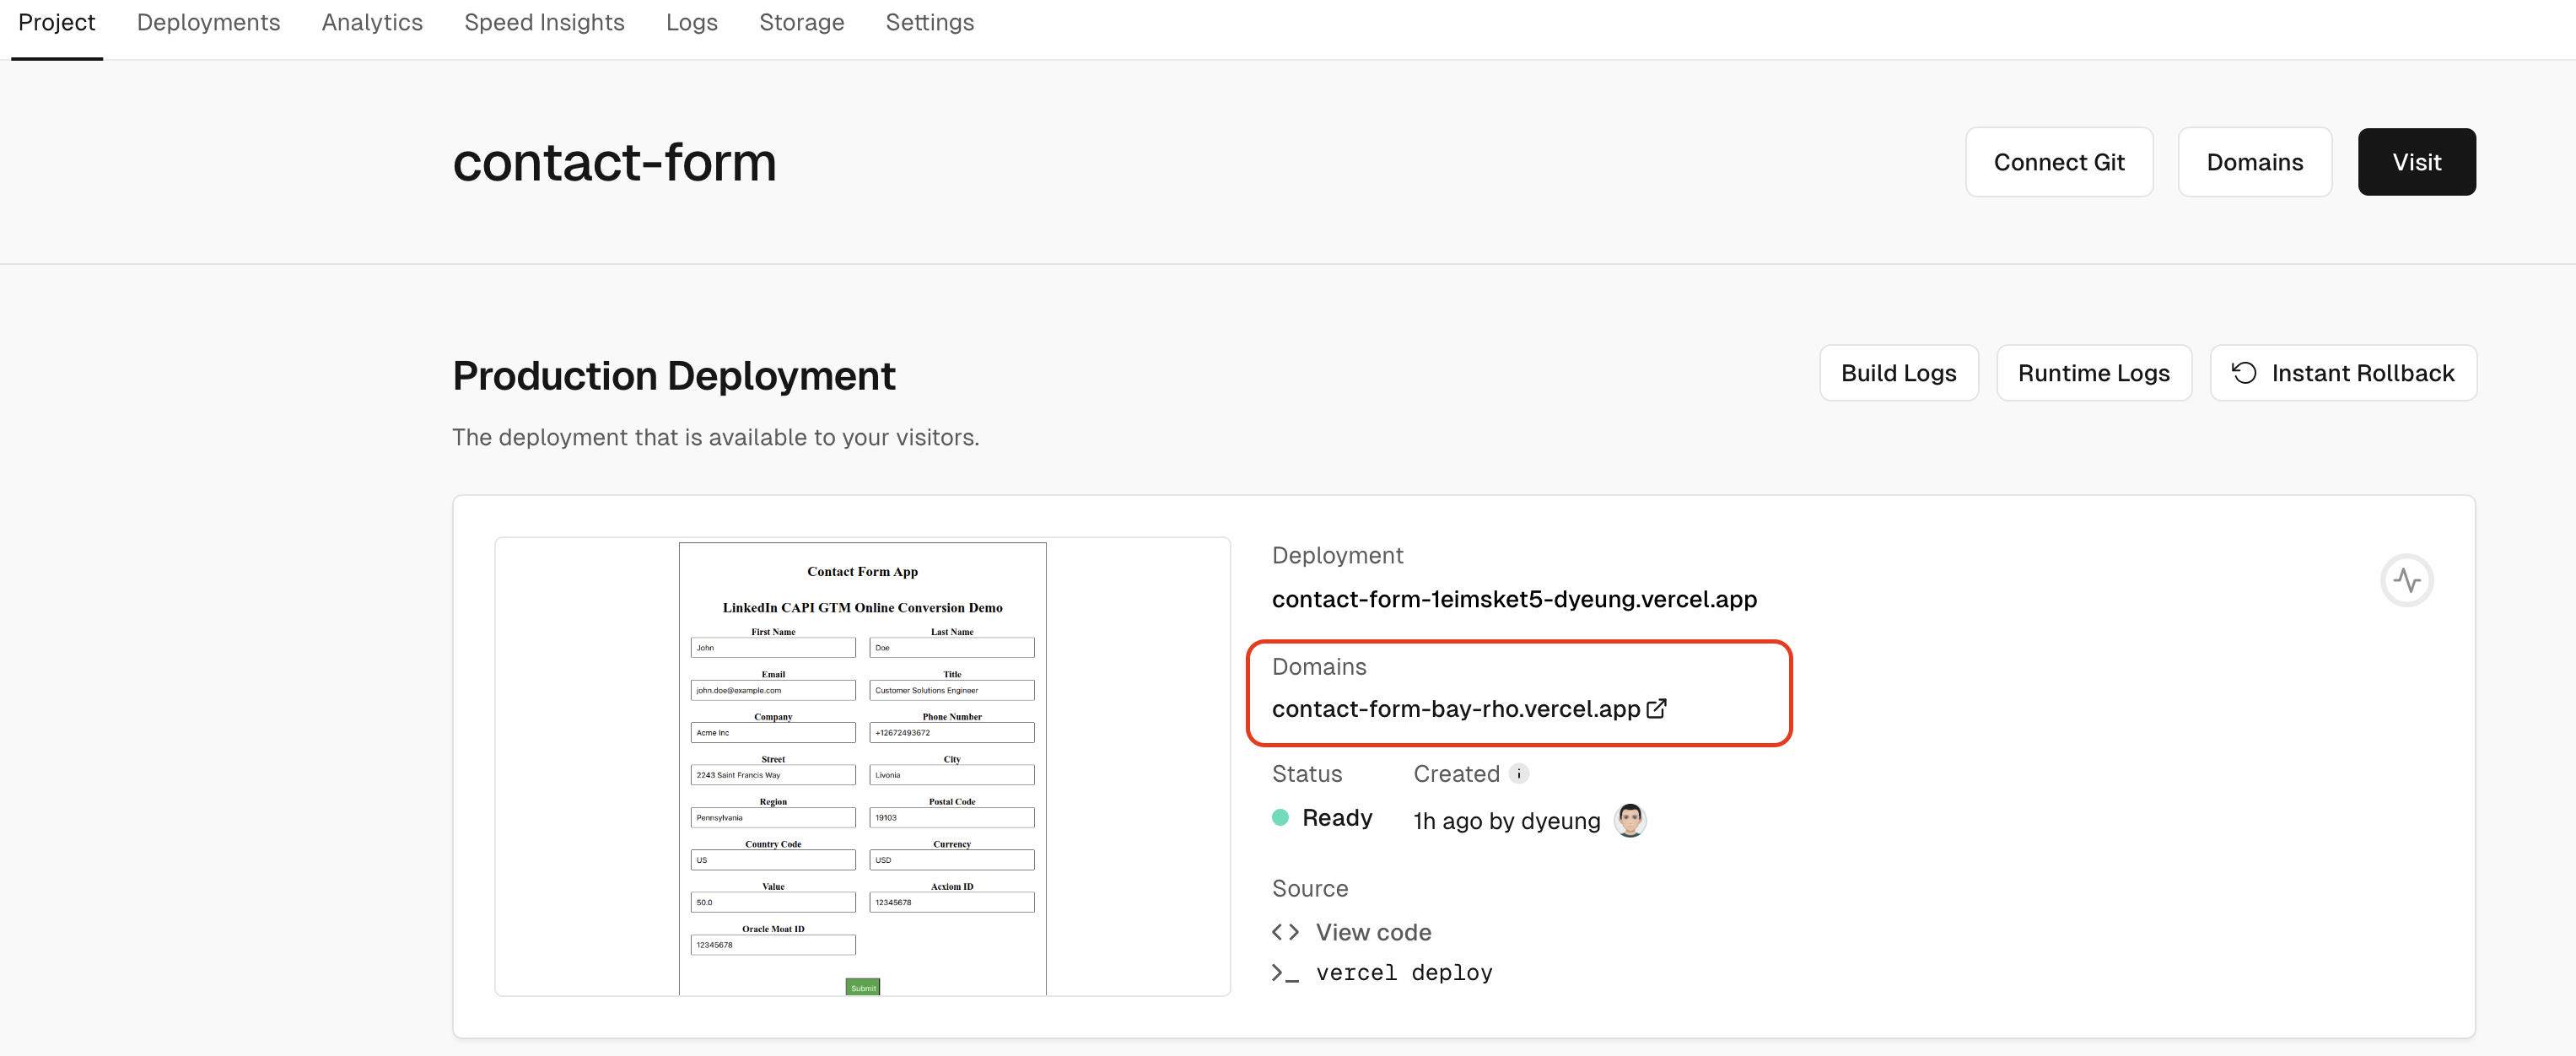 Project Deployments Analytics Speed Insights Logs Storage Settings
contact-form
Connect Git Domains Visit
Production Deployment
Build Logs Runtime Logs Instant Rollback
The deployment that is available to your visitors.
Contact Form App
LinkedIn CAPI GTM Online Conversion Demo
First Name Last Name
John Doe
Email Title
john.doe@example.com Customer Solutions Engineer
Company Phone Number
Acme Inc +12672493672
Street City
2243 Saint Francis Way Livonia
Region Postal Code
Pennsylvania 19103
Country Code Currency
US USD
Value Acxiom ID
50.0 12345678
Oracle Moat ID
12345678
Submit
Deployment
contact-form-1eimsket5-dyeung.vercel.app
Domains
contact-form-bay-rho.vercel.app
Status Created i
Ready 1h ago by dyeung
Source
<> View code
>_ vercel deploy